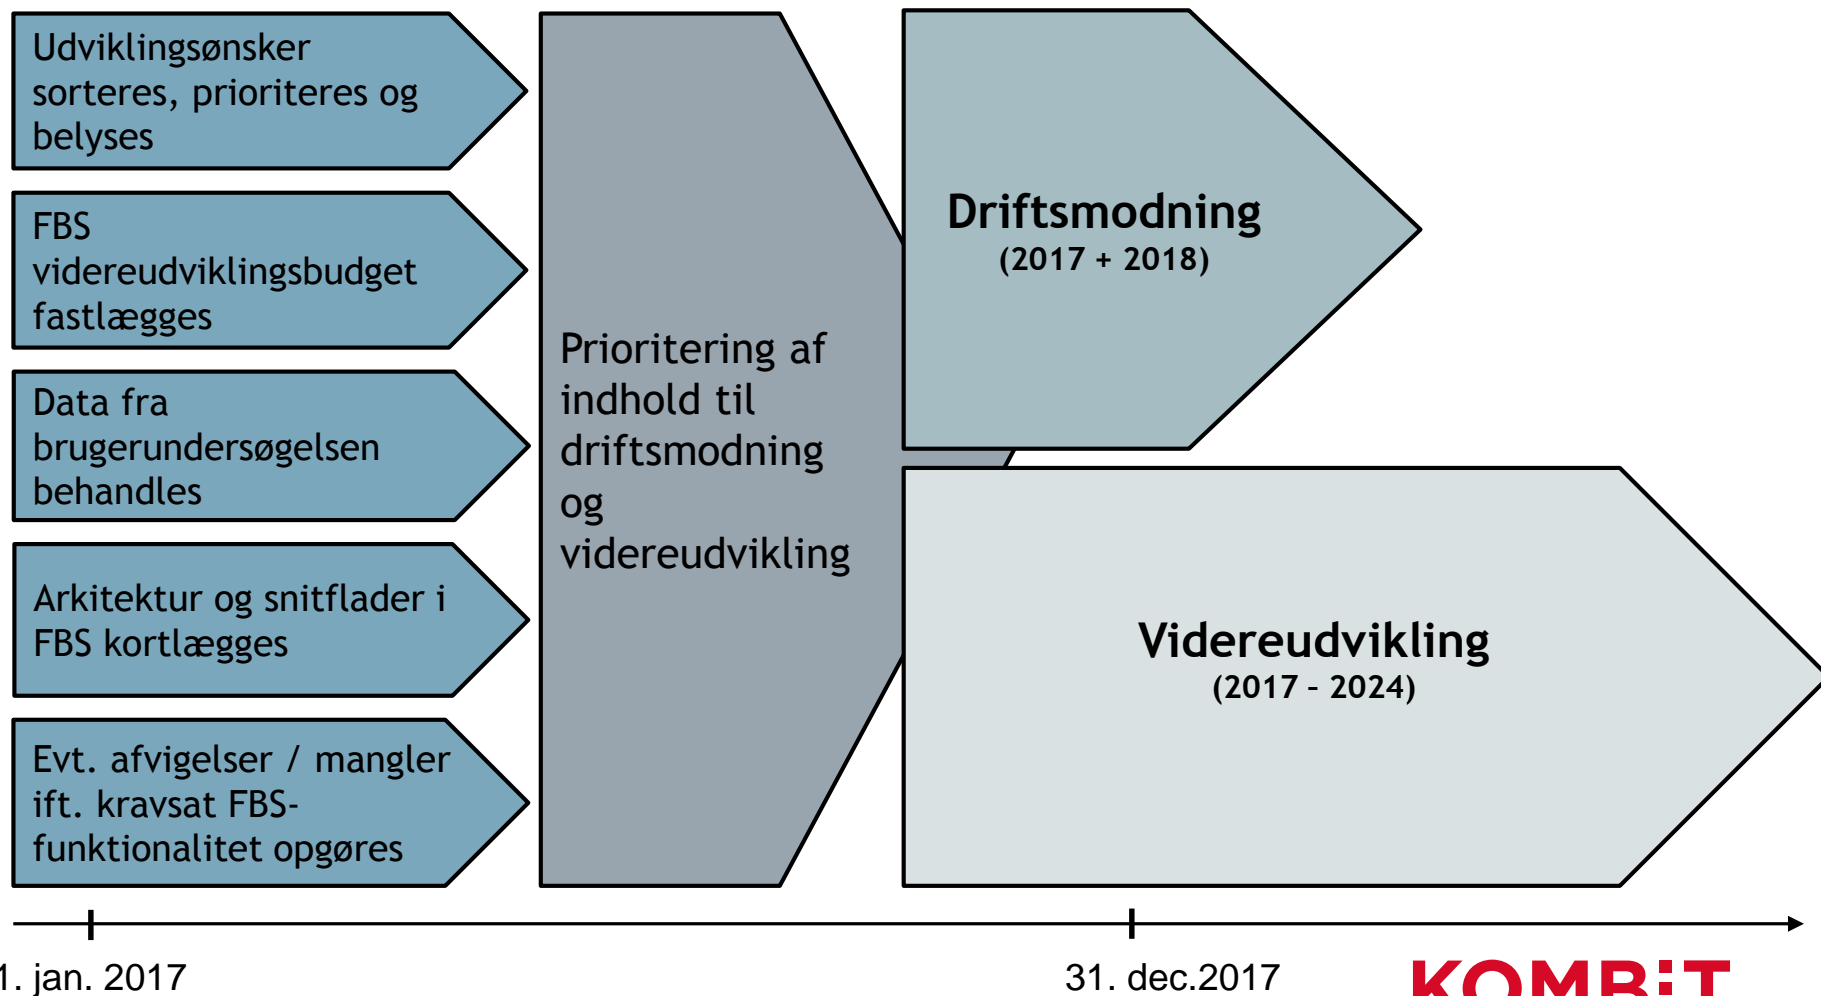 Udviklingsønsker
sorteres, prioriteres og
belyses
FBS
videreudviklingsbudget
fastlægges
Data fra
brugerundersøgelsen
behandles
Arkitektur og snitflader i
FBS kortlægges
Evt. afvigelser / mangler
ift. kravsat FBS-
funktionalitet opgøres
Prioritering af
indhold til
driftsmodning
og
videreudvikling
Driftsmodning
(2017 + 2018)
Videreudvikling
(2017 – 2024)
1. jan. 2017
31. dec.2017
KOMBIT